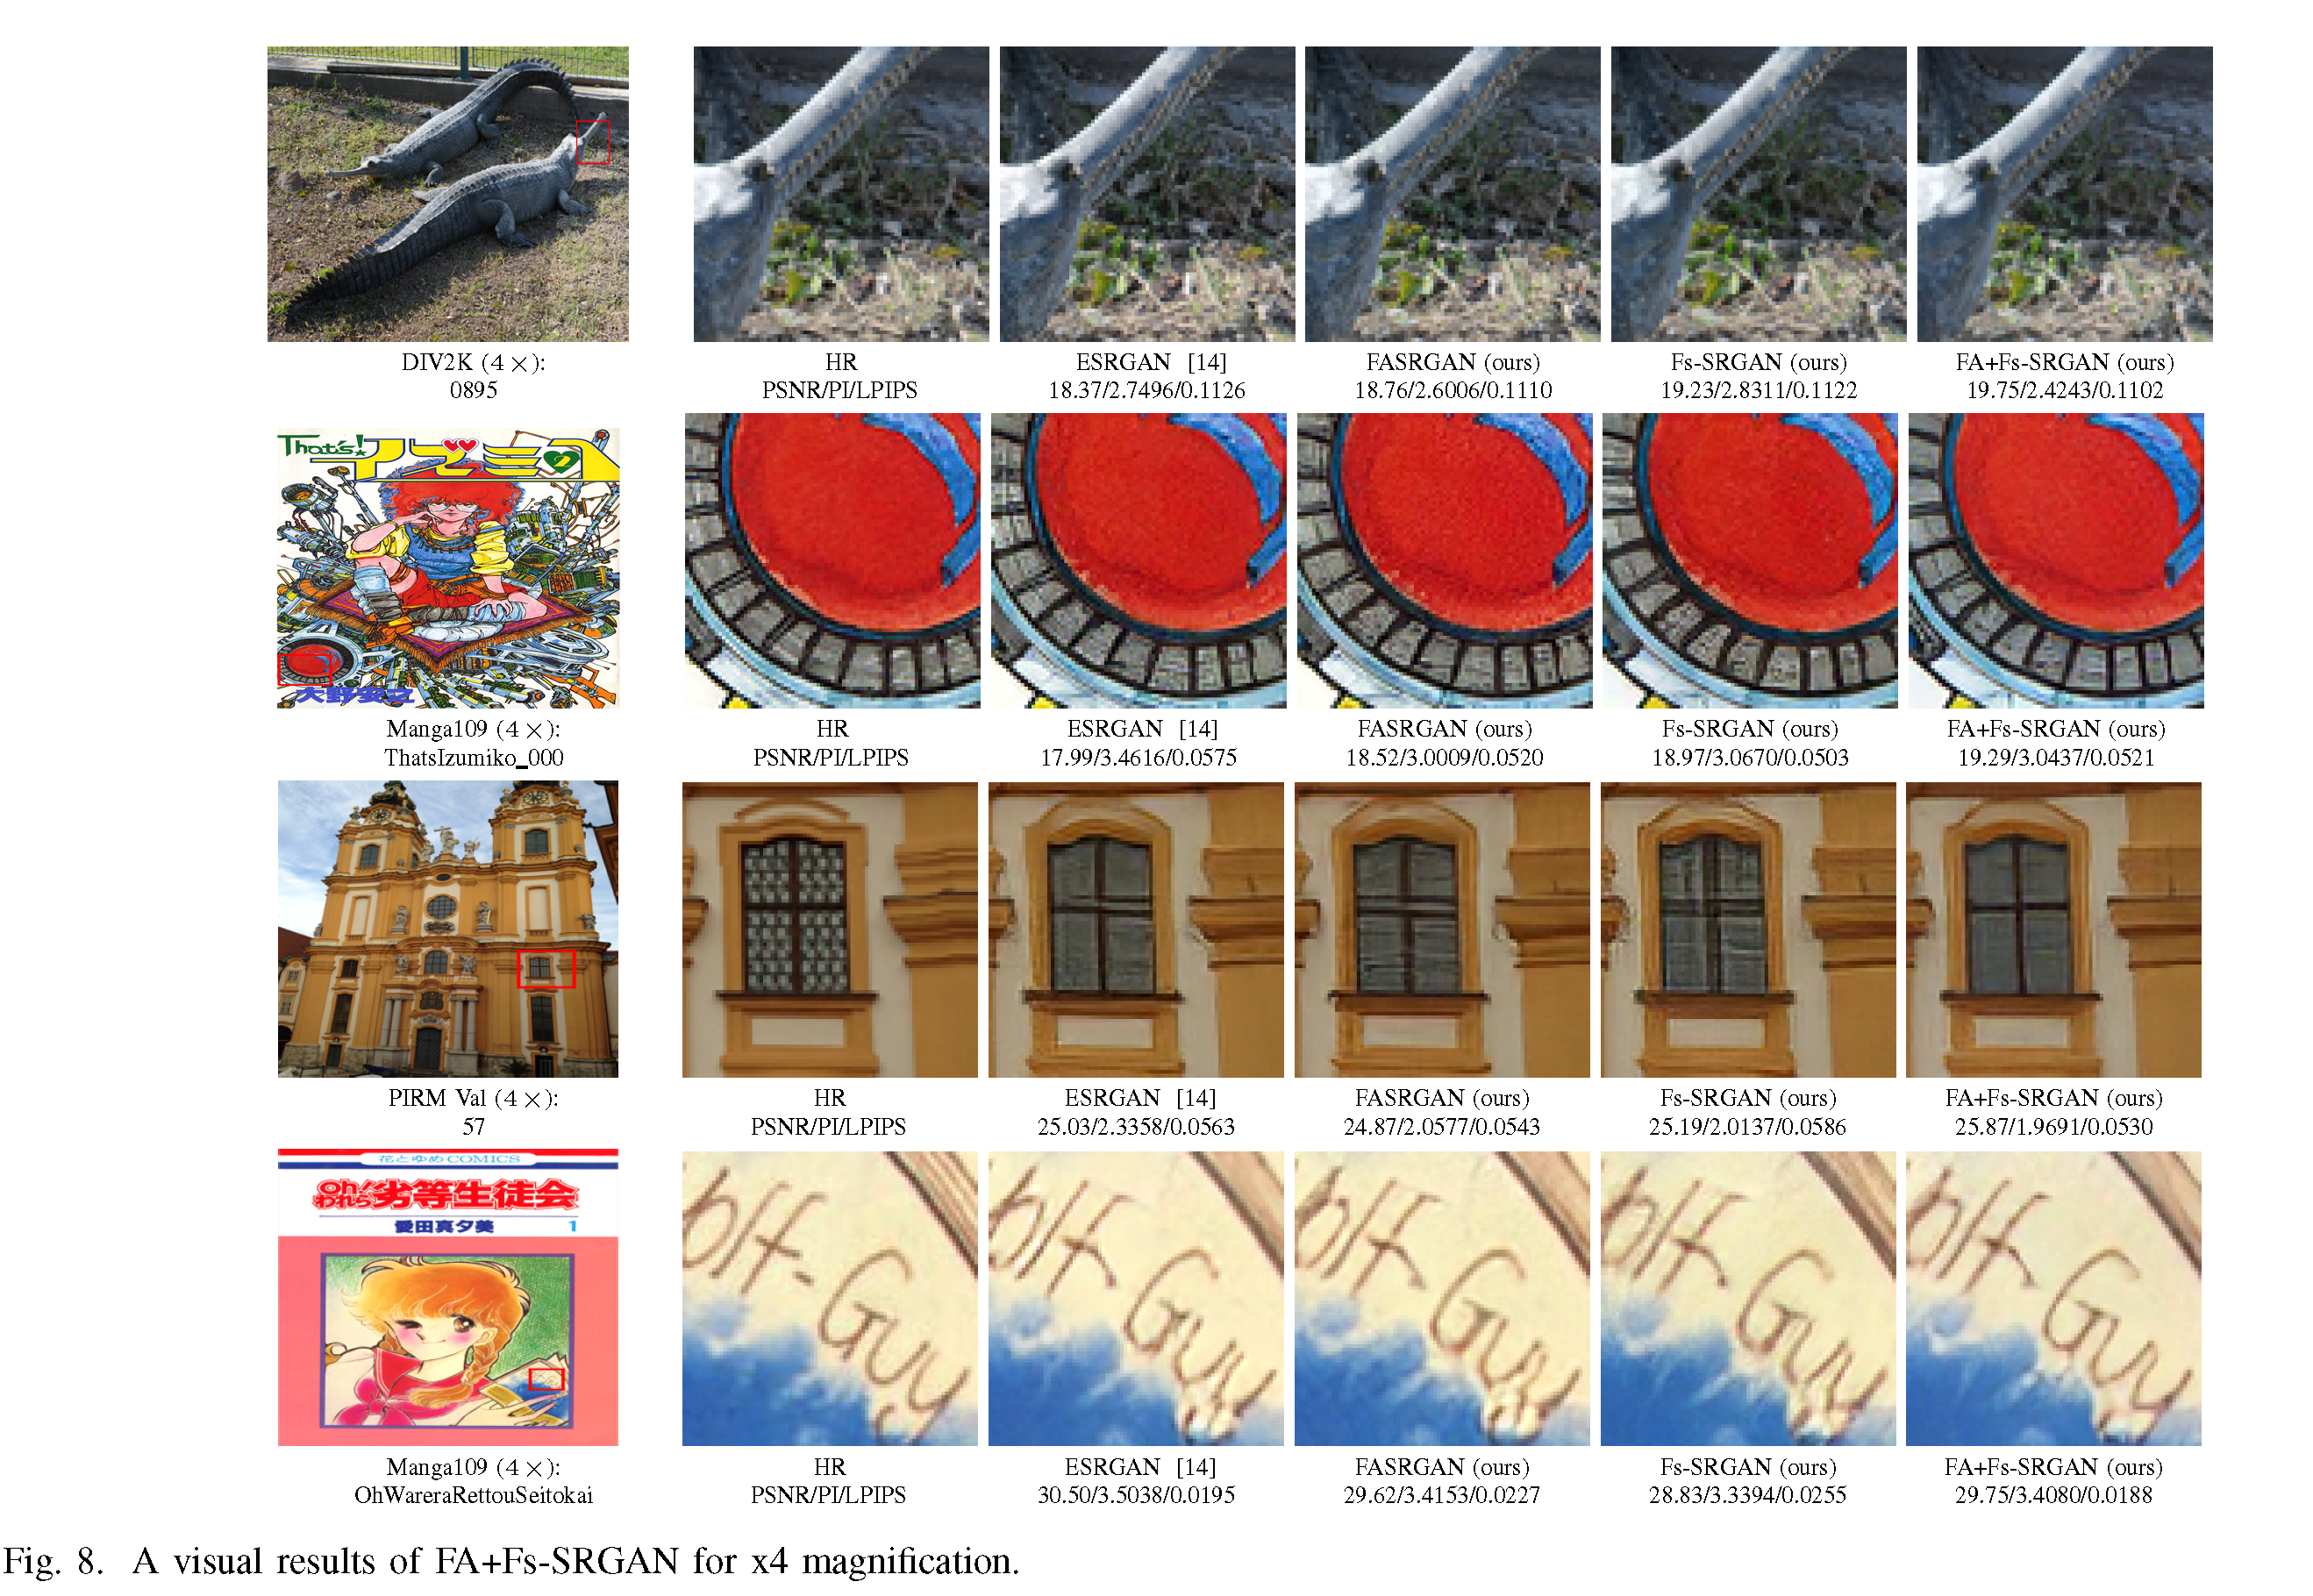 DIV2K (4 ×):
0895
HR
PSNR/PI/LPIPS
ESRGAN [14]
18.37/2.7496/0.1126
FASRGAN (ours)
18.76/2.6006/0.1110
Fs-SRGAN (ours)
19.23/2.8311/0.1122
FA+Fs-SRGAN (ours)
19.75/2.4243/0.1102
That's! イズミコ
2
大野安之
Manga109 (4 ×):
ThatsIzumiko_000
HR
PSNR/PI/LPIPS
ESRGAN [14]
17.99/3.4616/0.0575
FASRGAN (ours)
18.52/3.0009/0.0520
Fs-SRGAN (ours)
18.97/3.0670/0.0503
FA+Fs-SRGAN (ours)
19.29/3.0437/0.0521
PIRM Val (4 ×):
57
HR
PSNR/PI/LPIPS
ESRGAN [14]
25.03/2.3358/0.0563
FASRGAN (ours)
24.87/2.0577/0.0543
Fs-SRGAN (ours)
25.19/2.0137/0.0586
FA+Fs-SRGAN (ours)
25.87/1.9691/0.0530
花とゆめCOMICS
Oh!
われら劣等生徒会
愛田真夕美 1
Guy
Guy
Guy
Guy
Guy
Manga109 (4 ×):
OhWareraRettouSeitokai
HR
PSNR/PI/LPIPS
ESRGAN [14]
30.50/3.5038/0.0195
FASRGAN (ours)
29.62/3.4153/0.0227
Fs-SRGAN (ours)
28.83/3.3394/0.0255
FA+Fs-SRGAN (ours)
29.75/3.4080/0.0188
Fig. 8. A visual results of FA+Fs-SRGAN for x4 magnification.